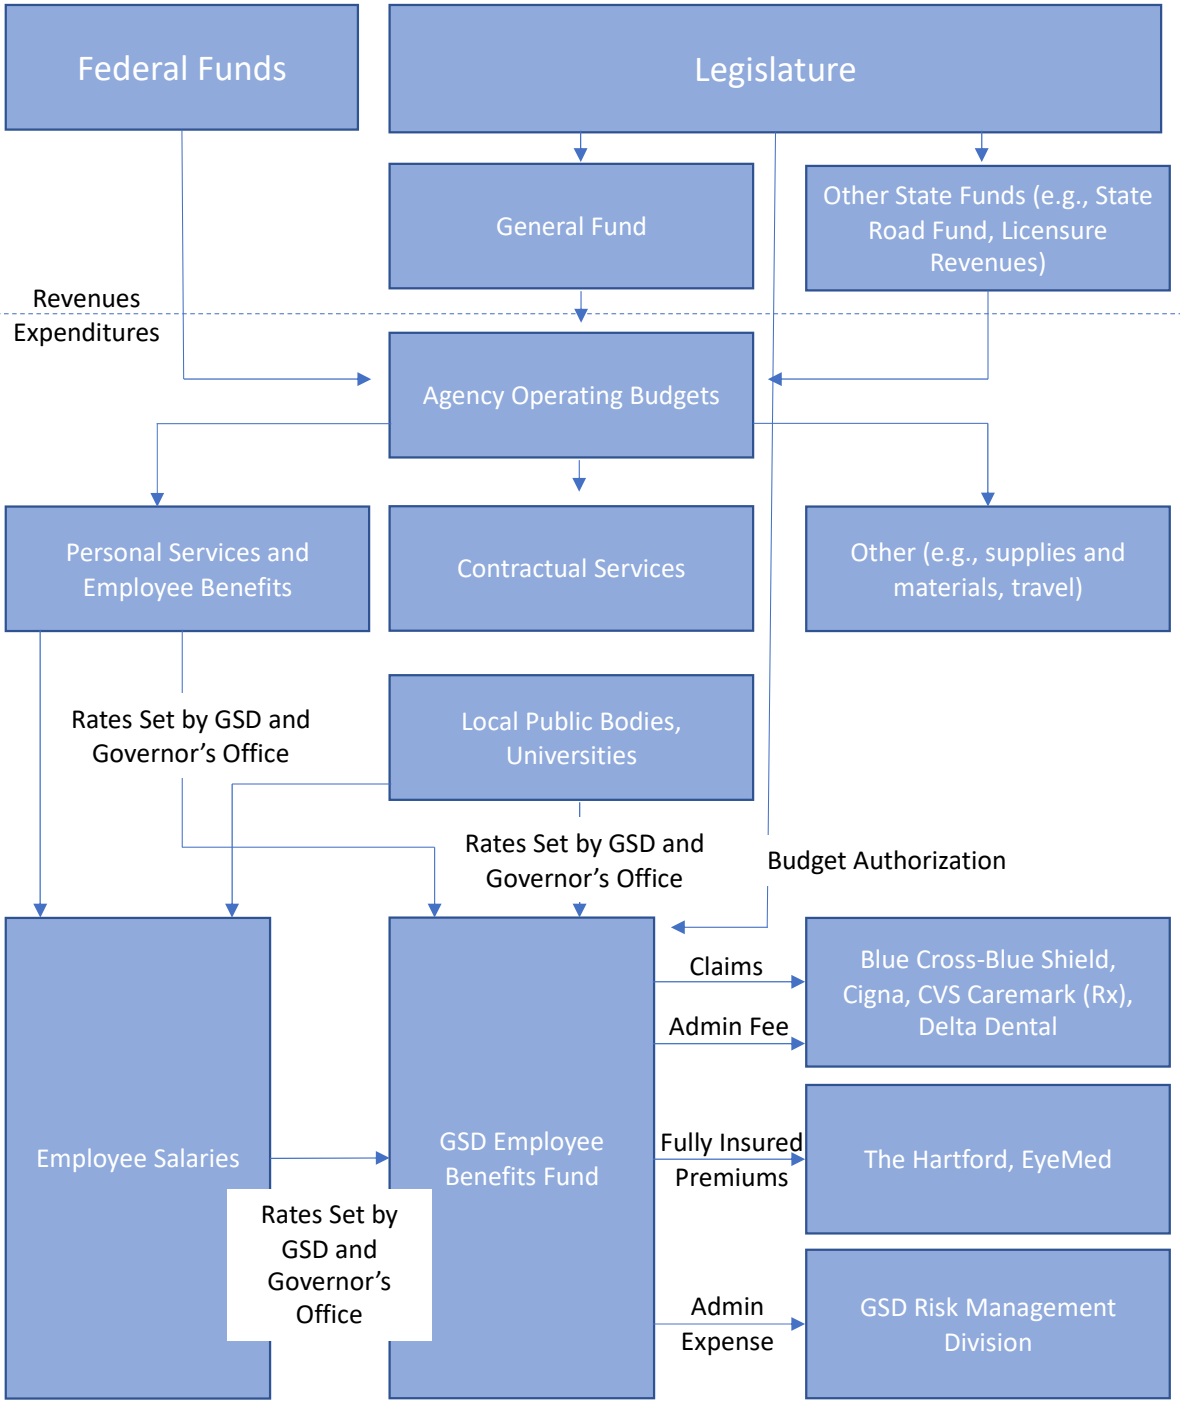 Federal Funds
Legislature
General Fund
Other State Funds (e.g., State
Road Fund, Licensure
Revenues)
Revenues
Expenditures
Agency Operating Budgets
Personal Services and
Employee Benefits
Contractual Services
Other (e.g., supplies and
materials, travel)
Rates Set by GSD and
Governor’s Office
Local Public Bodies,
Universities
Rates Set by GSD and
Governor’s Office
Budget Authorization
Employee Salaries
Rates Set by
GSD and
Governor’s
Office
GSD Employee
Benefits Fund
Claims
Admin Fee
Blue Cross-Blue Shield,
Cigna, CVS Caremark (Rx),
Delta Dental
Fully Insured
Premiums
The Hartford, EyeMed
Admin
Expense
GSD Risk Management
Division